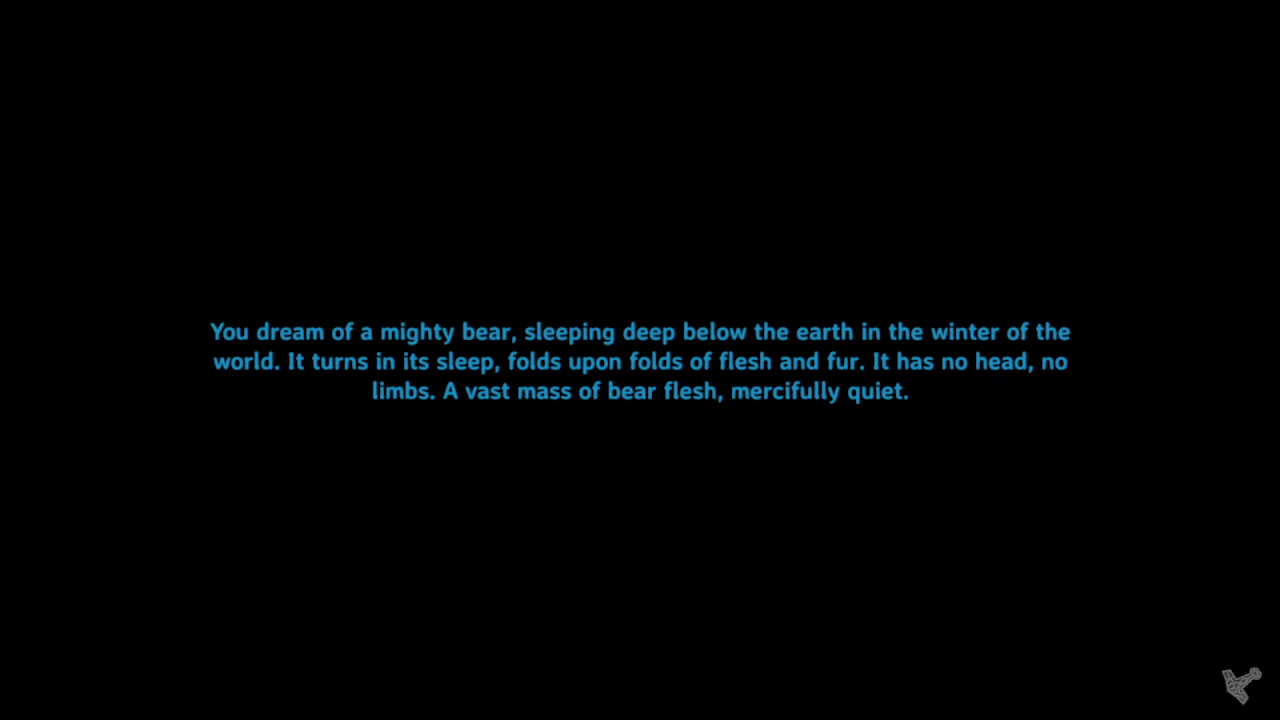 You dream of a mighty bear, sleeping deep below the earth in the winter of the
world. It turns in its sleep, folds upon folds of flesh and fur. It has no head, no
limbs. A vast mass of bear flesh, mercifully quiet.